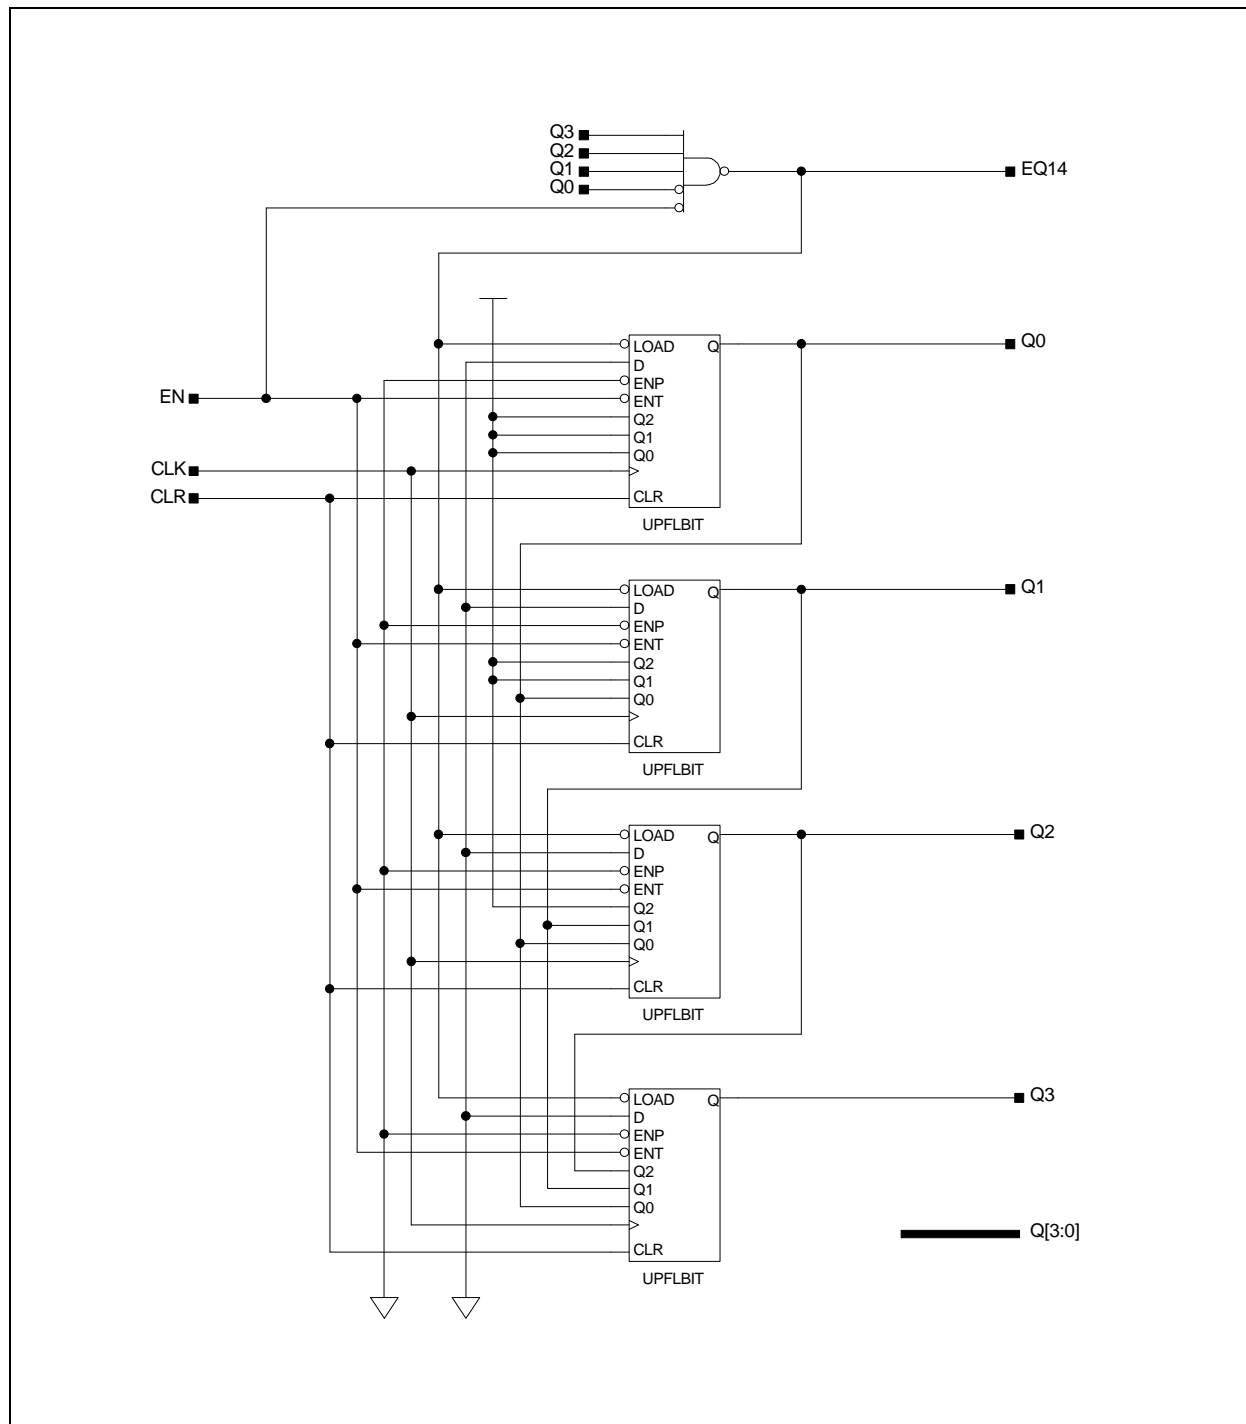 Q3
Q2
Q1
Q0
EQ14
LOAD Q Q0
D
ENP
EN ENT
Q2
Q1
Q0
CLK
CLR CLR
UPFLBIT
LOAD Q Q1
D
ENP
ENT
Q2
Q1
Q0
CLR
UPFLBIT
LOAD Q Q2
D
ENP
ENT
Q2
Q1
Q0
CLR
UPFLBIT
LOAD Q Q3
D
ENP
ENT
Q2
Q1
Q0
Q[3:0]
CLR
UPFLBIT